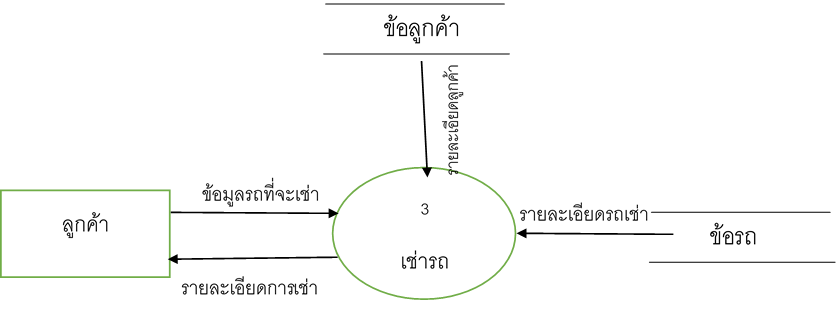 ข้อลูกค้า
รายละเอียดลูกค้า
ข้อมูลรถที่จะเช่า
ลูกค้า
3
เช่ารถ
รายละเอียดรถเช่า
ข้อรถ
รายละเอียดการเช่า